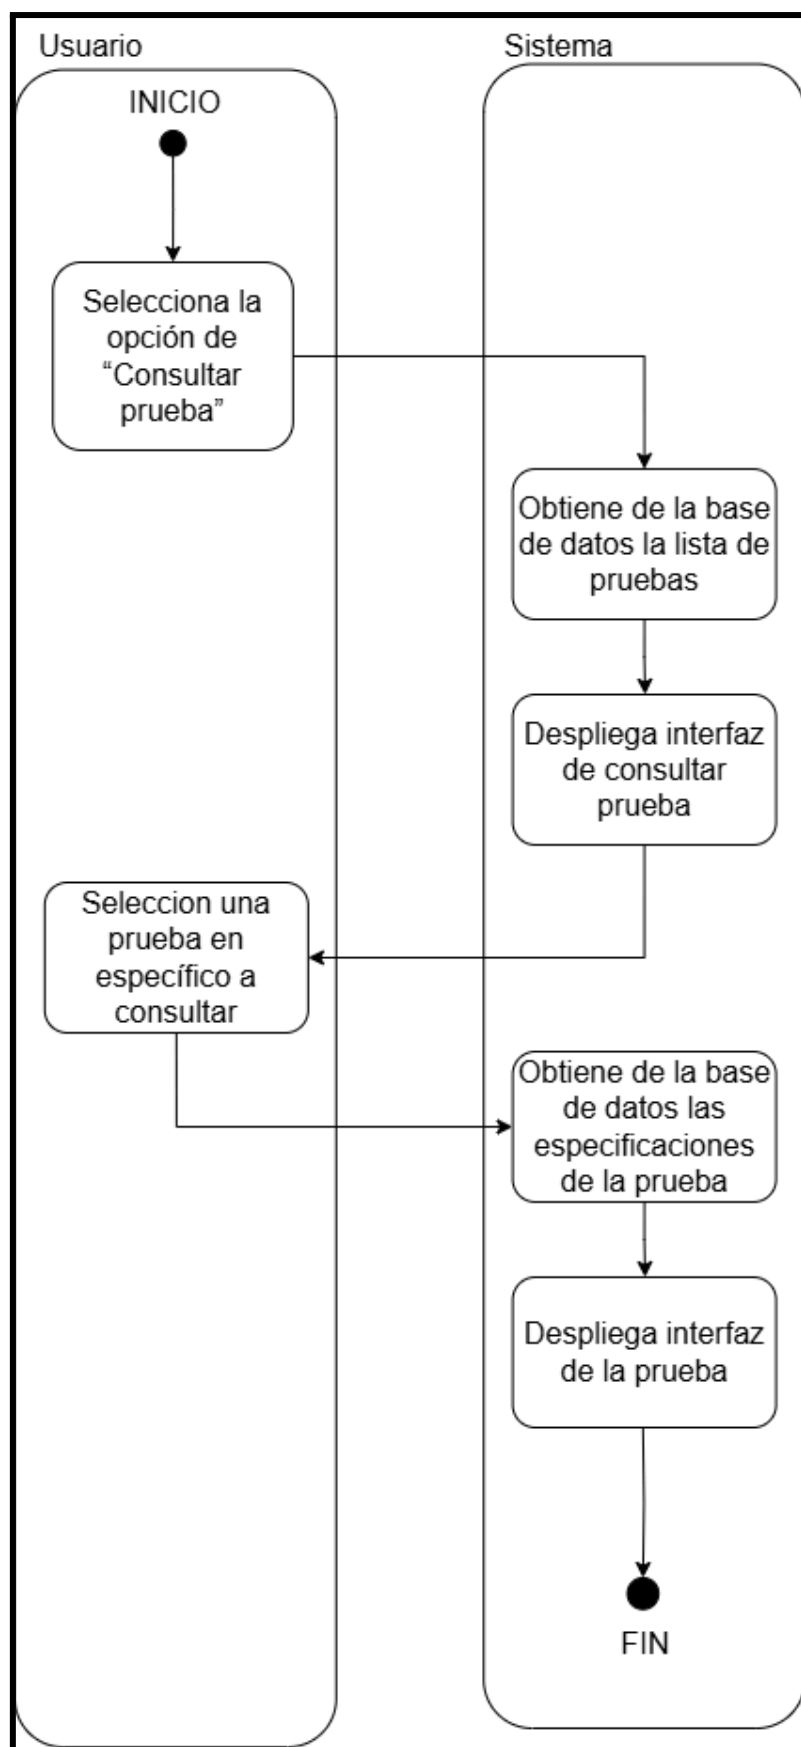 Usuario
Sistema
INICIO
Selecciona la
opción de
“Consultar
prueba”
Obtiene de la base
de datos la lista de
pruebas
Despliega interfaz
de consultar
prueba
Seleccion una
prueba en
específico a
consultar
Obtiene de la base
de datos las
especificaciones
de la prueba
Despliega interfaz
de la prueba
FIN